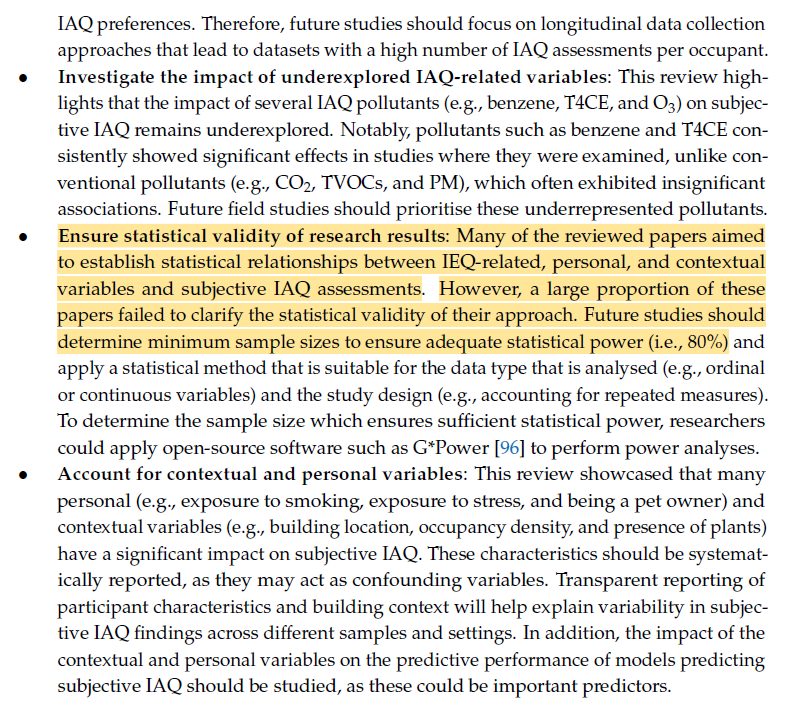 IAQ preferences. Therefore, future studies should focus on longitudinal data collection
approaches that lead to datasets with a high number of IAQ assessments per occupant.
● Investigate the impact of underexplored IAQ-related variables: This review high-
lights that the impact of several IAQ pollutants (e.g., benzene, T4CE, and O₃) on subjec-
tive IAQ remains underexplored. Notably, pollutants such as benzene and T4CE con-
sistently showed significant effects in studies where they were examined, unlike con-
ventional pollutants (e.g., CO₂, TVOCs, and PM), which often exhibited insignificant
associations. Future field studies should prioritise these underrepresented pollutants.
● Ensure statistical validity of research results: Many of the reviewed papers aimed
to establish statistical relationships between IEQ-related, personal, and contextual
variables and subjective IAQ assessments. However, a large proportion of these
papers failed to clarify the statistical validity of their approach. Future studies should
determine minimum sample sizes to ensure adequate statistical power (i.e., 80%) and
apply a statistical method that is suitable for the data type that is analysed (e.g., ordinal
or continuous variables) and the study design (e.g., accounting for repeated measures).
To determine the sample size which ensures sufficient statistical power, researchers
could apply open-source software such as G*Power [96] to perform power analyses.
● Account for contextual and personal variables: This review showcased that many
personal (e.g., exposure to smoking, exposure to stress, and being a pet owner) and
contextual variables (e.g., building location, occupancy density, and presence of plants)
have a significant impact on subjective IAQ. These characteristics should be systemat-
ically reported, as they may act as confounding variables. Transparent reporting of
participant characteristics and building context will help explain variability in subjec-
tive IAQ findings across different samples and settings. In addition, the impact of the
contextual and personal variables on the predictive performance of models predicting
subjective IAQ should be studied, as these could be important predictors.